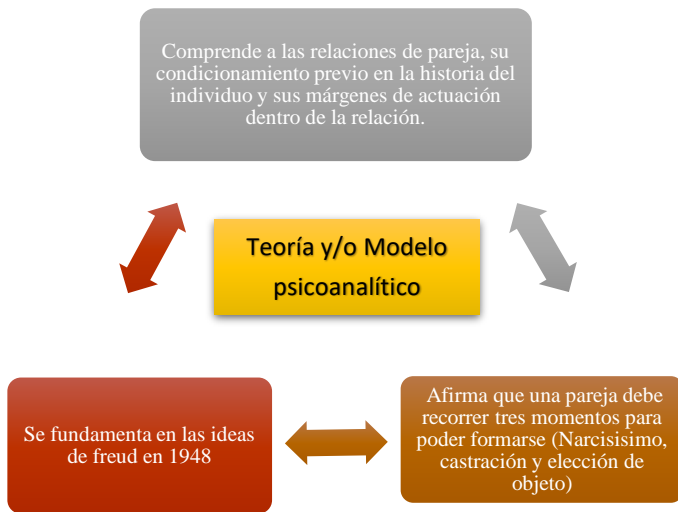 Comprende a las relaciones de pareja, su
condicionamiento previo en la historia del
individuo y sus márgenes de actuación
dentro de la relación.
Teoría y/o Modelo
psicoanalítico
Se fundamenta en las ideas
de freud en 1948
Afirma que una pareja debe
recorrer tres momentos para
poder formarse (Narcisisimo,
castración y elección de
objeto)